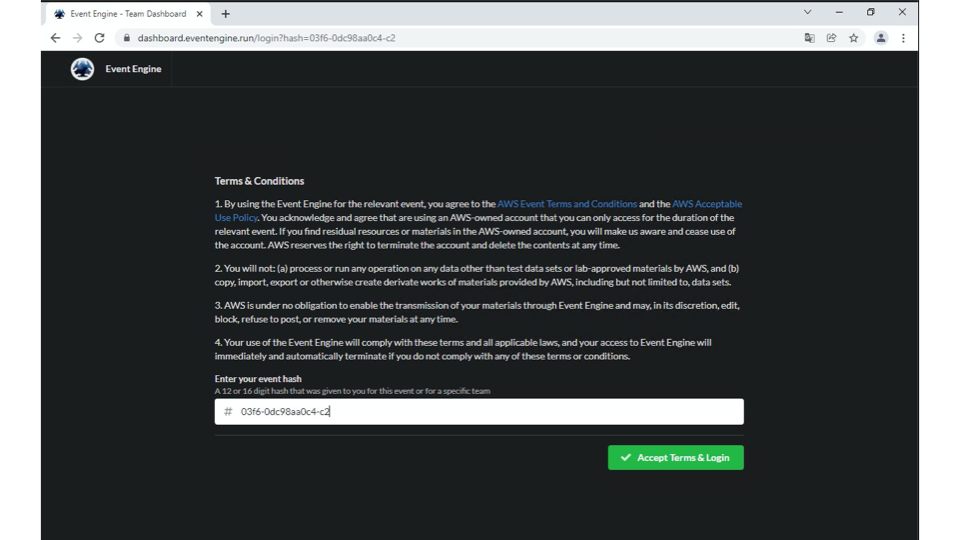 Event Engine - Team Dashboard
dashboard.eventengine.run/login?hash=03f6-0dc98aa0c4-c2
Event Engine
Terms & Conditions
1. By using the Event Engine for the relevant event, you agree to the AWS Event Terms and Conditions and the AWS Acceptable
Use Policy. You acknowledge and agree that are using an AWS-owned account that you can only access for the duration of the
relevant event. If you find residual resources or materials in the AWS-owned account, you will make us aware and cease use of
the account. AWS reserves the right to terminate the account and delete the contents at any time.
2. You will not: (a) process or run any operation on any data other than test data sets or lab-approved materials by AWS, and (b)
copy, import, export or otherwise create derivate works of materials provided by AWS, including but not limited to, data sets.
3. AWS is under no obligation to enable the transmission of your materials through Event Engine and may, in its discretion, edit,
block, refuse to post, or remove your materials at any time.
4. Your use of the Event Engine will comply with these terms and all applicable laws, and your access to Event Engine will
immediately and automatically terminate if you do not comply with any of these terms or conditions.
Enter your event hash
A 12 or 16 digit hash that was given to you for this event or for a specific team
# 03f6-0dc98aa0c4-c2
Accept Terms & Login